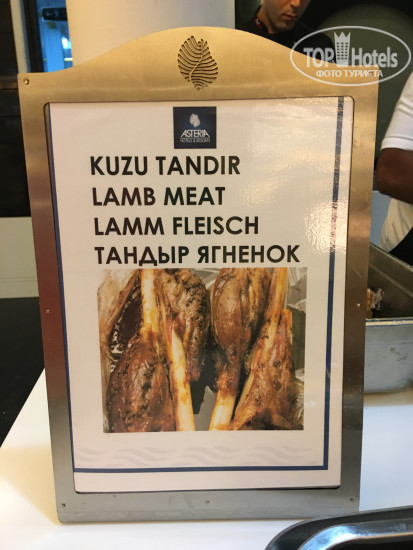 TOP Hotels
ФОТО ТУРИСТА
ASTERIA
HOTELS & RESORTS
KUZU TANDIR
LAMB MEAT
LAMM FLEISCH
ТАНДЫР ЯГНЕНОК